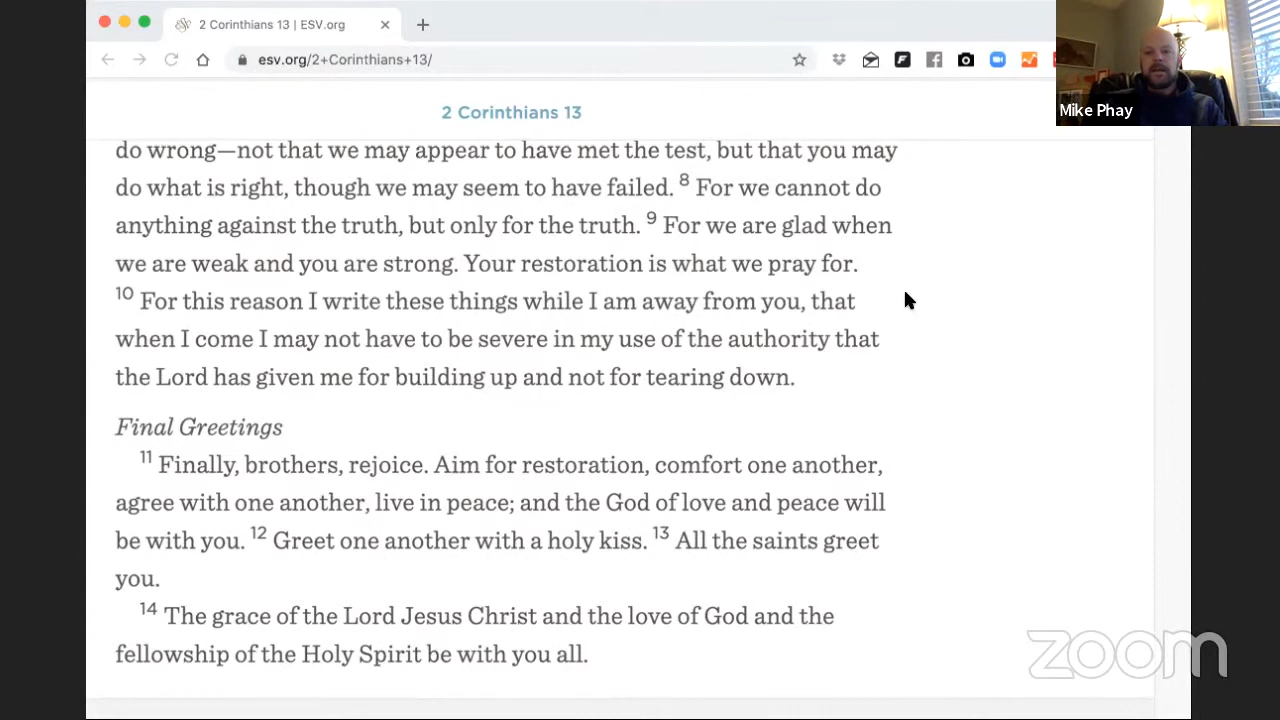 2 Corinthians 13 | ESV.org
esv.org/2+Corinthians+13/
Mike Phay
2 Corinthians 13
do wrong—not that we may appear to have met the test, but that you may
do what is right, though we may seem to have failed. 8 For we cannot do
anything against the truth, but only for the truth. 9 For we are glad when
we are weak and you are strong. Your restoration is what we pray for.
10 For this reason I write these things while I am away from you, that
when I come I may not have to be severe in my use of the authority that
the Lord has given me for building up and not for tearing down.
Final Greetings
11 Finally, brothers, rejoice. Aim for restoration, comfort one another,
agree with one another, live in peace; and the God of love and peace will
be with you. 12 Greet one another with a holy kiss. 13 All the saints greet
you.
14 The grace of the Lord Jesus Christ and the love of God and the
fellowship of the Holy Spirit be with you all.
zoom